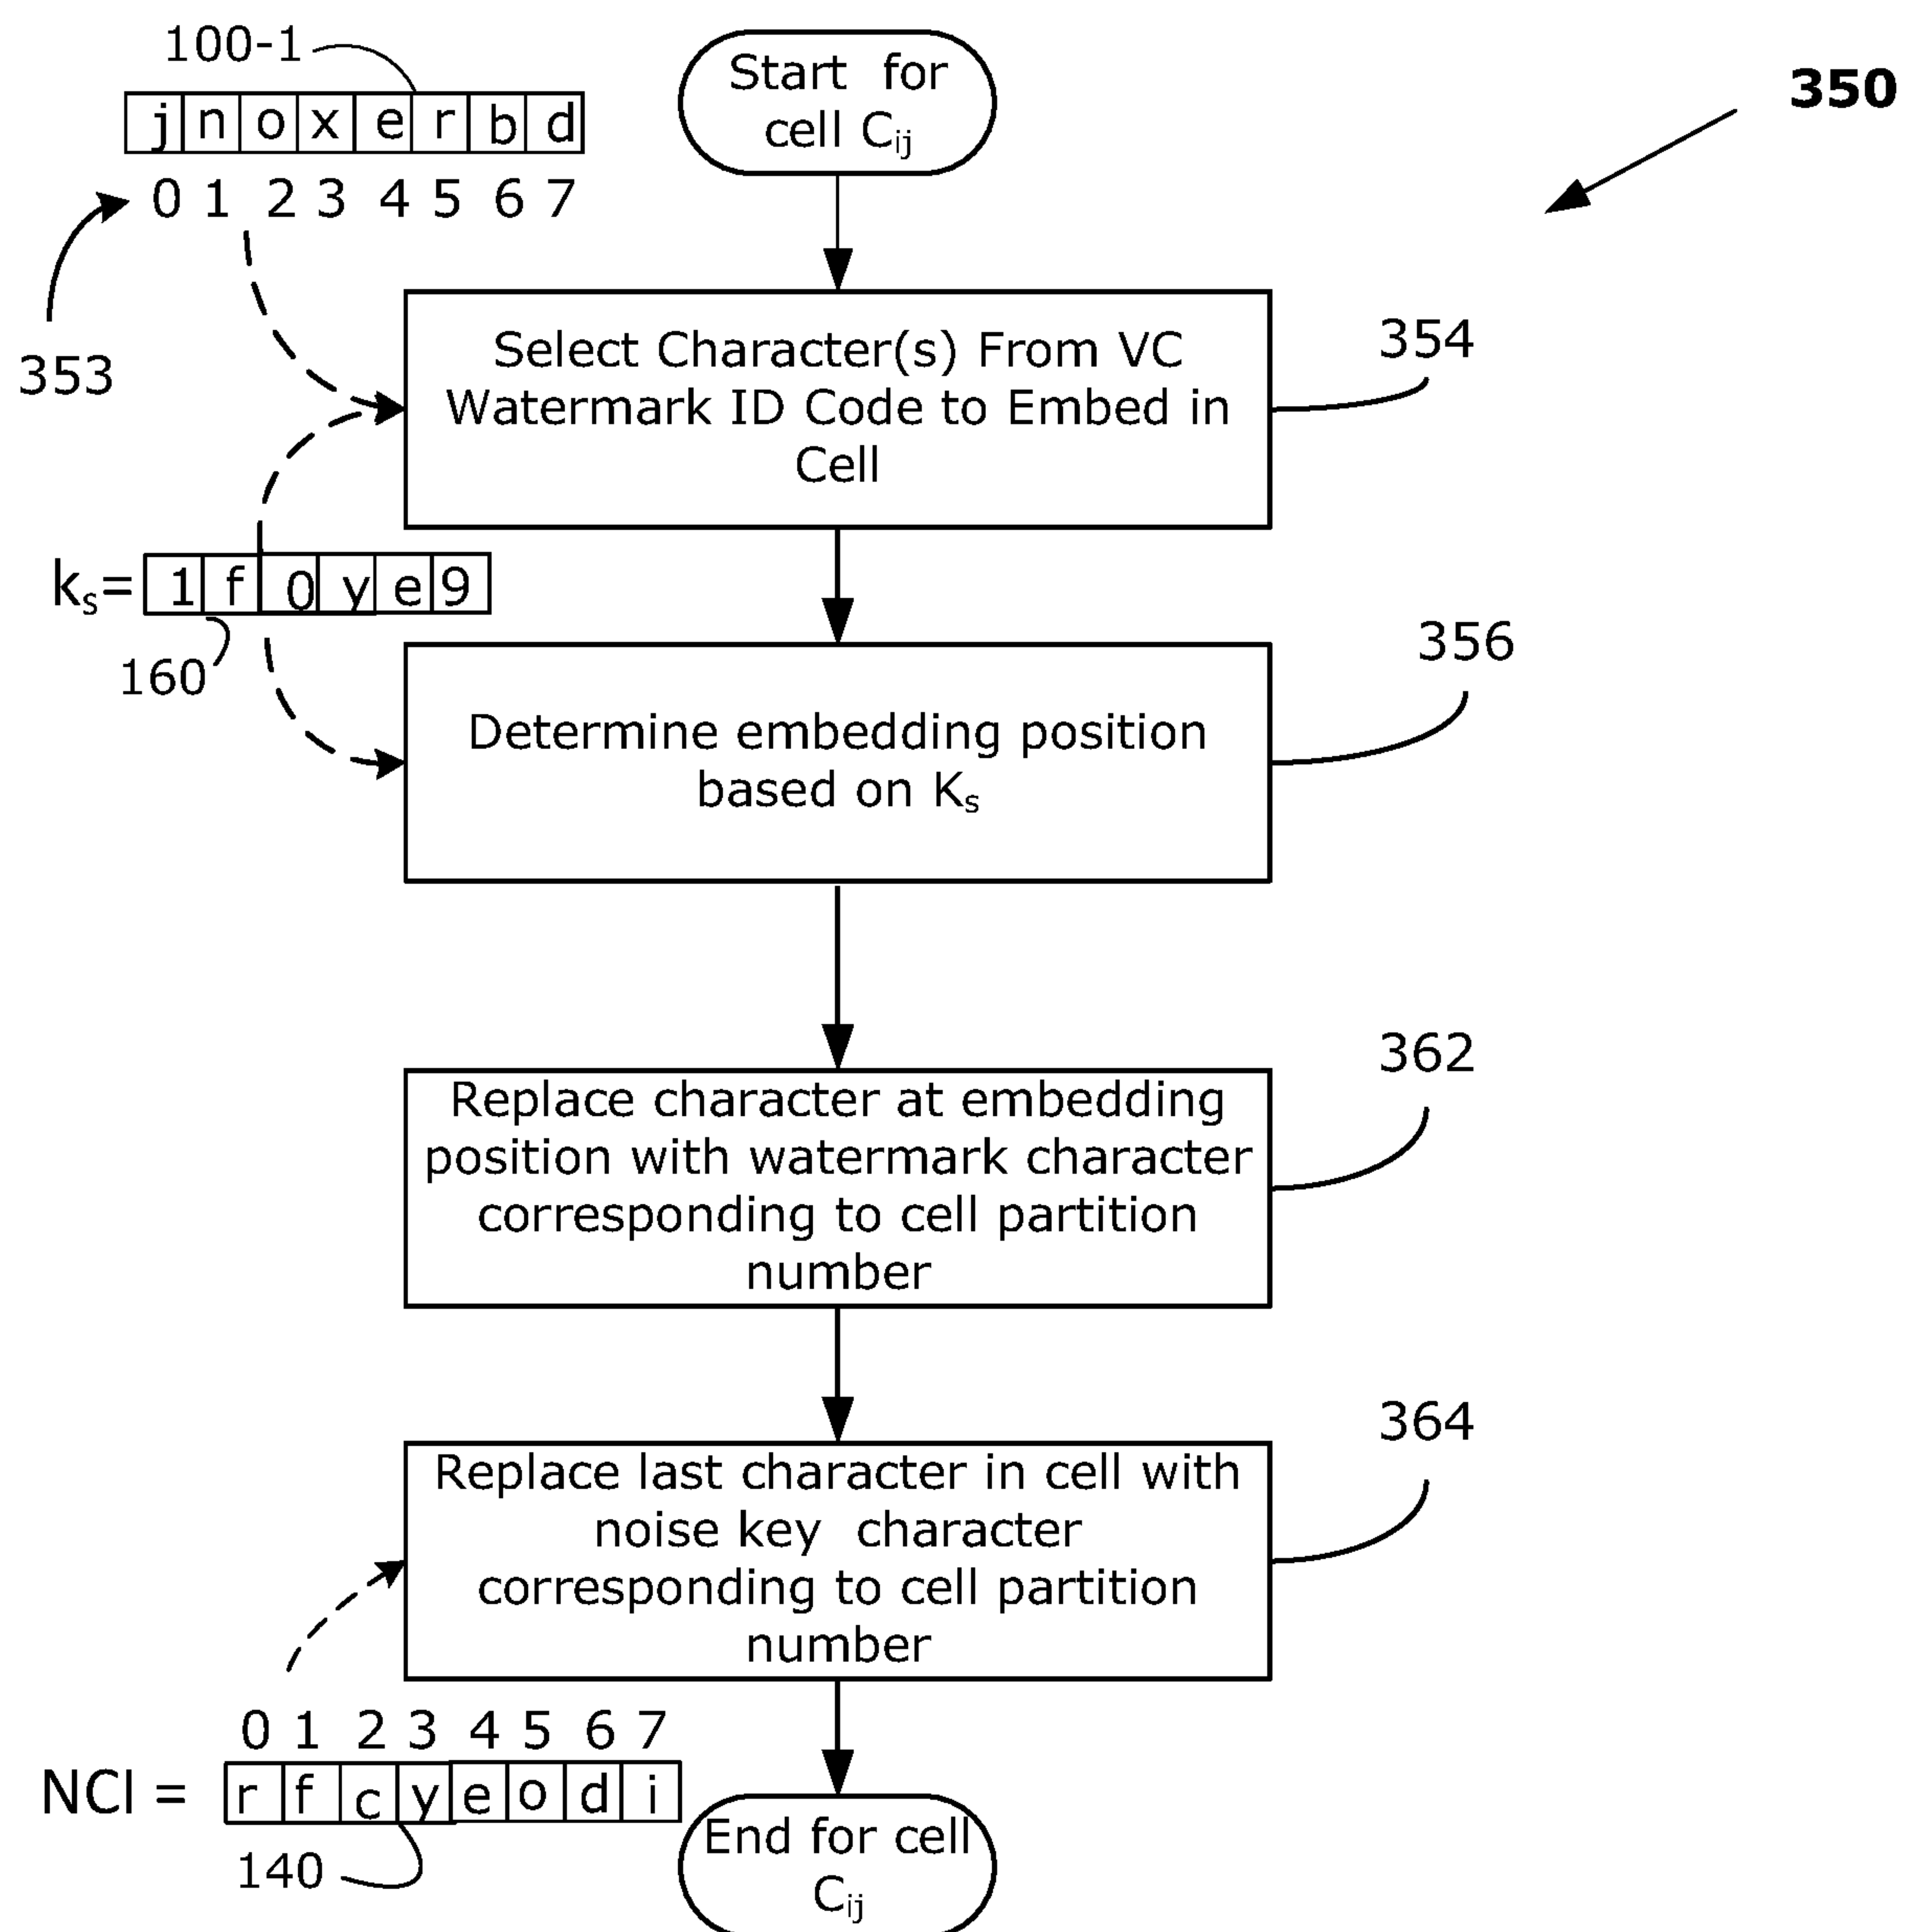 100-1
j n o x e r b d
0 1 2 3 4 5 6 7
353
Start for
cell Cij
350
Select Character(s) From VC
Watermark ID Code to Embed in
Cell
354
ks= 1 f 0 y e 9
160
Determine embedding position
based on Ks
356
Replace character at embedding
position with watermark character
corresponding to cell partition
number
362
Replace last character in cell with
noise key character
corresponding to cell partition
number
364
0 1 2 3 4 5 6 7
NCI = r f c y e o d i
140
End for cell
Cij